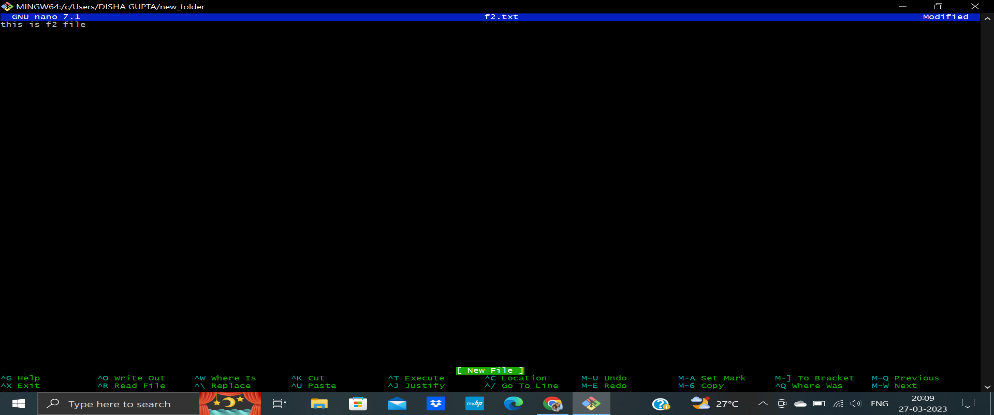 MINGW64:/c/Users/DISHA GUPTA/new_folder
GNU nano 7.1 f2.txt Modified
this is f2 file
[ New File ]
^G Help ^O Write Out ^W Where Is ^K Cut ^T Execute ^C Location M-U Undo M-A Set Mark M-] To Bracket M-Q Previous
^X Exit ^R Read File ^\ Replace ^U Paste ^J Justify ^/ Go To Line M-E Redo M-6 Copy ^Q Where Was M-W Next
Type here to search 27°C ENG 20-09
27-03-2023